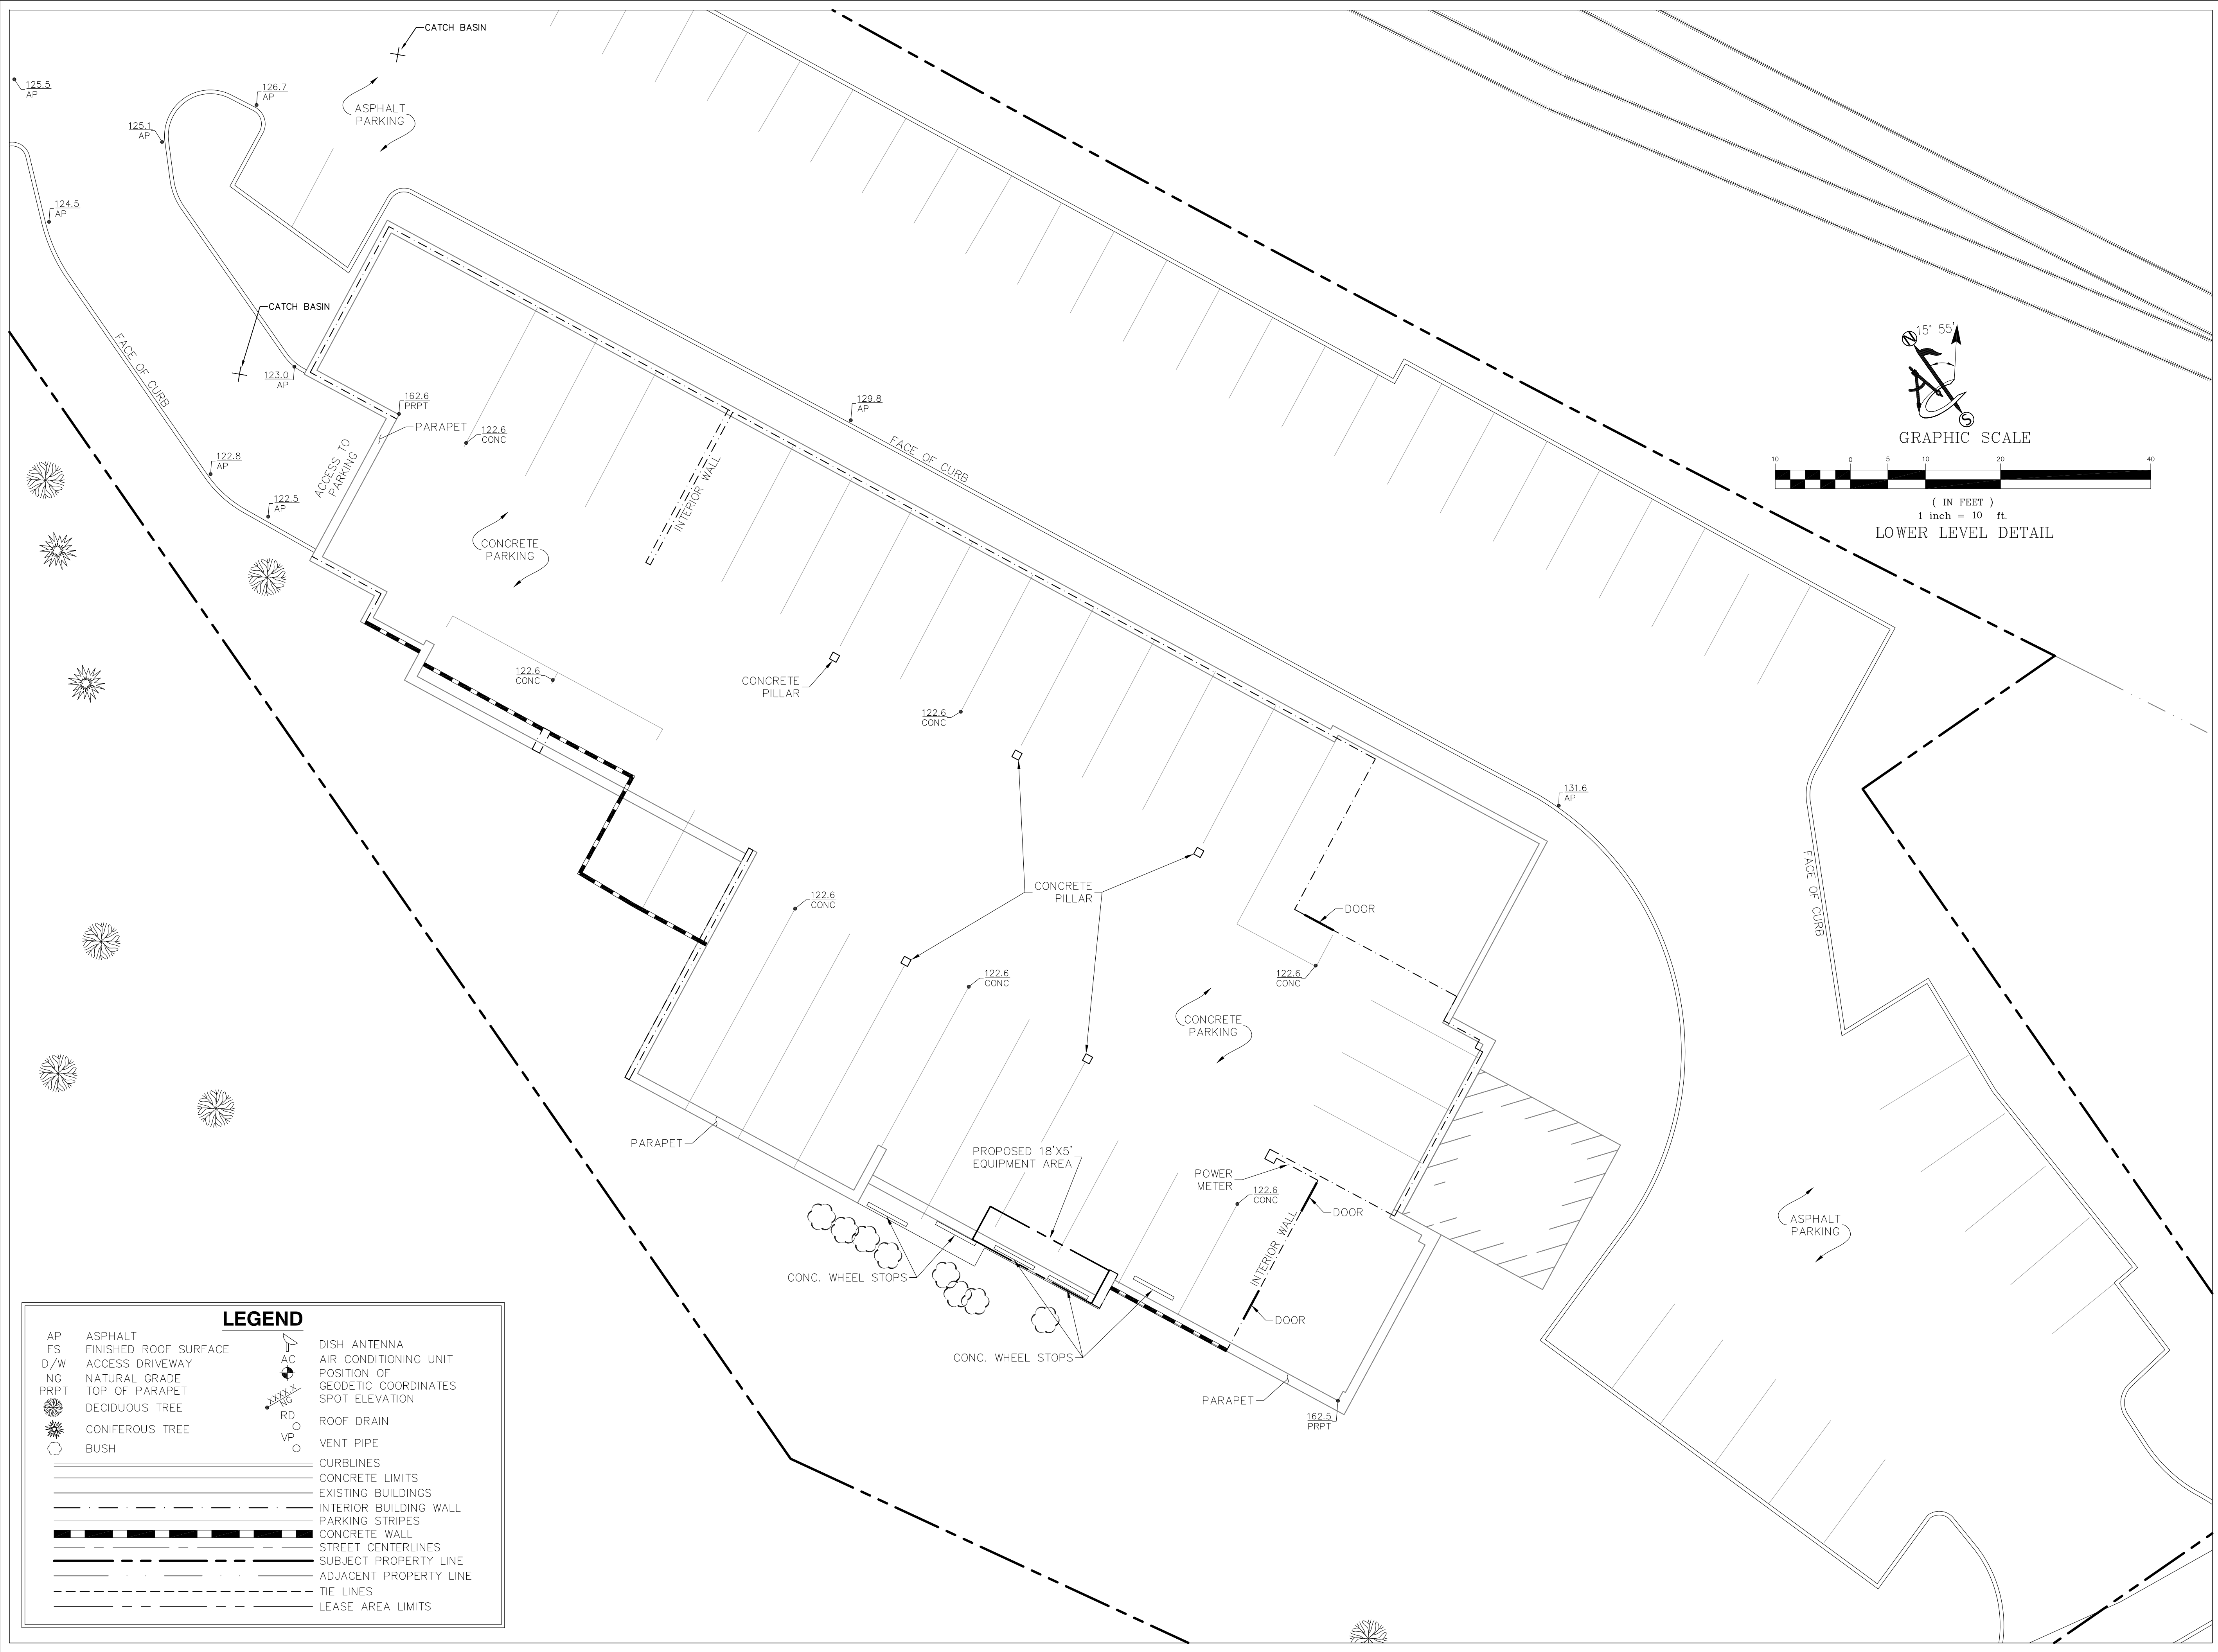 CATCH BASIN
125.5
AP
126.7
AP
ASPHALT
PARKING
125.1
AP
124.5
AP
CATCH BASIN
FACE OF CURB
123.0
AP
162.6
PRPT
PARAPET
122.6
CONC
129.8
AP
FACE OF CURB
15° 55'
N
S
GRAPHIC SCALE
10 0 5 10 20 40
( IN FEET )
1 inch = 10 ft.
LOWER LEVEL DETAIL
122.8
AP
ACCESS TO
PARKING
INTERIOR WALL
122.5
AP
CONCRETE
PARKING
122.6
CONC
CONCRETE
PILLAR
122.6
CONC
131.6
AP
FACE OF CURB
CONCRETE
PILLAR
122.6
CONC
DOOR
122.6
CONC
122.6
CONC
CONCRETE
PARKING
PARAPET
PROPOSED 18'X5'
EQUIPMENT AREA
POWER
METER
122.6
CONC
DOOR
INTERIOR WALL
ASPHALT
PARKING
CONC. WHEEL STOPS
DOOR
CONC. WHEEL STOPS
PARAPET
162.5
PRPT
LEGEND
AP ASPHALT
FS FINISHED ROOF SURFACE
D/W ACCESS DRIVEWAY
NG NATURAL GRADE
PRPT TOP OF PARAPET
DECIDUOUS TREE
CONIFEROUS TREE
BUSH
DISH ANTENNA
AC AIR CONDITIONING UNIT
POSITION OF
GEODETIC COORDINATES
XXXX.X
NG
SPOT ELEVATION
RD
ROOF DRAIN
VP
VENT PIPE
CURBLINES
CONCRETE LIMITS
EXISTING BUILDINGS
INTERIOR BUILDING WALL
PARKING STRIPES
CONCRETE WALL
STREET CENTERLINES
SUBJECT PROPERTY LINE
ADJACENT PROPERTY LINE
TIE LINES
LEASE AREA LIMITS